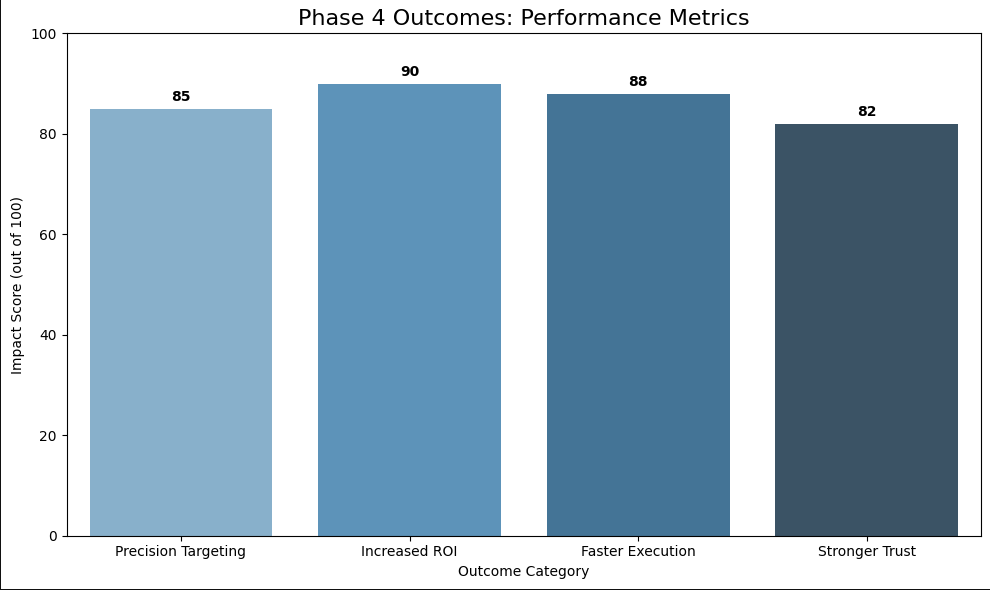 Phase 4 Outcomes: Performance Metrics
100
80
60
40
20
0
Impact Score (out of 100)
85
90
88
82
Precision Targeting
Increased ROI
Faster Execution
Stronger Trust
Outcome Category